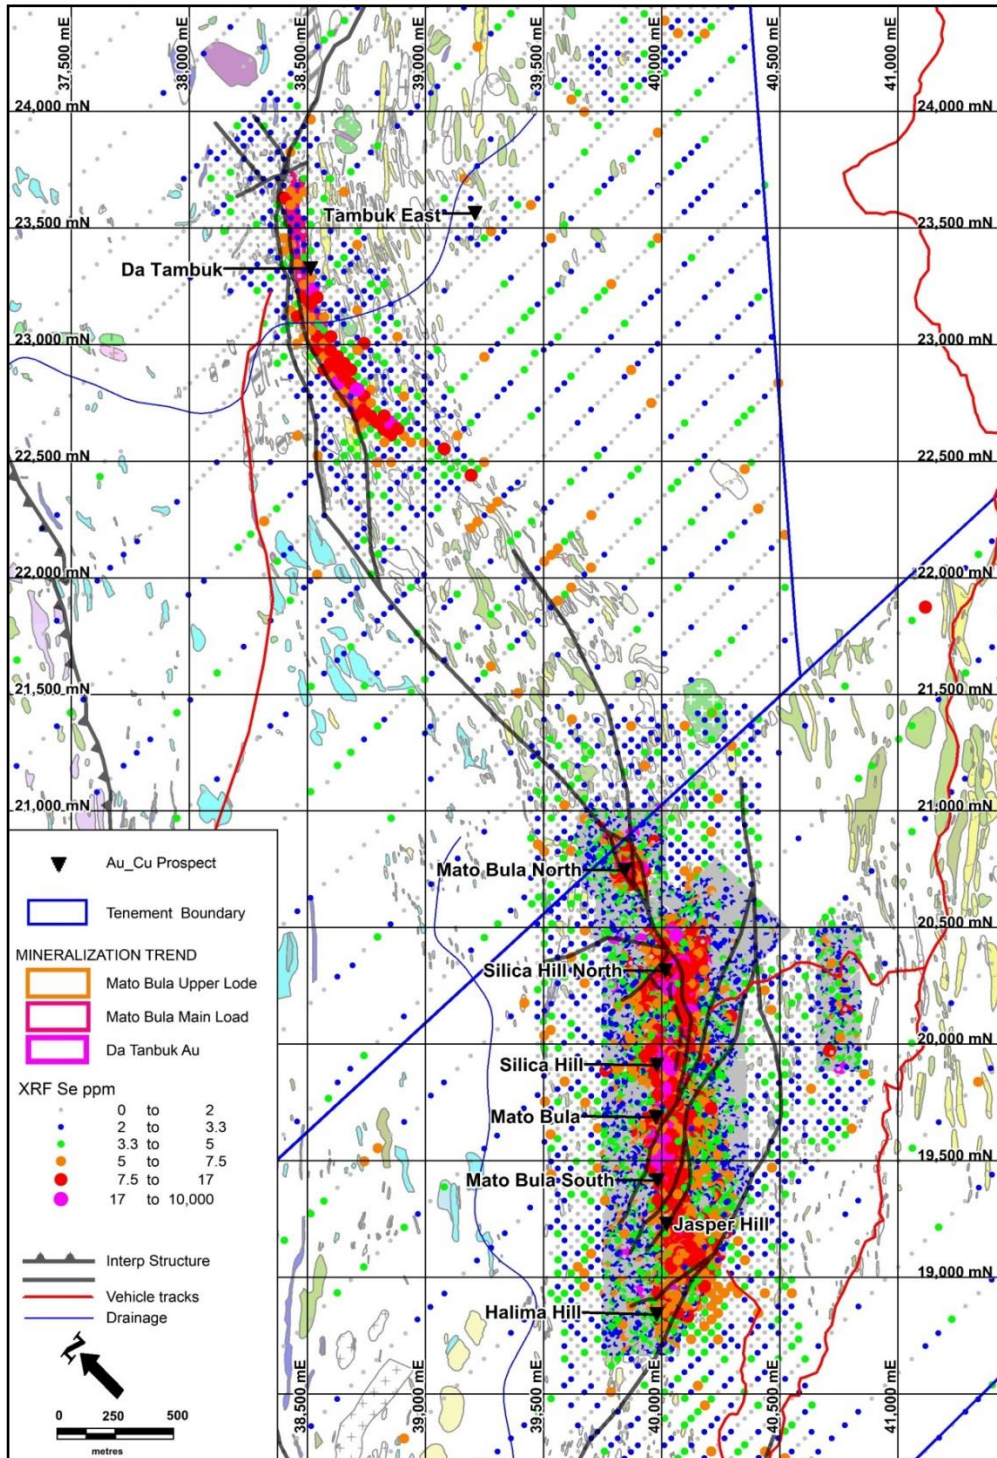 37,500 mE
38,000 mE
38,500 mE
39,000 mE
39,500 mE
40,000 mE
40,500 mE
41,000 mE
24,000 mN
24,000 mN
23,500 mN
23,500 mN
Tambuk East
Da Tambuk
23,000 mN
23,000 mN
22,500 mN
22,500 mN
22,000 mN
22,000 mN
21,500 mN
21,500 mN
21,000 mN
21,000 mN
Mato Bula North
20,500 mN
Silica Hill North
20,000 mN
Silica Hill
Mato Bula
19,500 mN
Mato Bula South
Jasper Hill
19,000 mN
Halima Hill
38,500 mE
39,000 mE
39,500 mE
40,000 mE
40,500 mE
41,000 mE
Au_Cu Prospect
Tenement Boundary
MINERALIZATION TREND
Mato Bula Upper Lode
Mato Bula Main Load
Da Tanbuk Au
XRF Se ppm
0 to 2
2 to 3.3
3.3 to 5
5 to 7.5
7.5 to 17
17 to 10,000
Interp Structure
Vehicle tracks
Drainage
N
0 250 500
metres